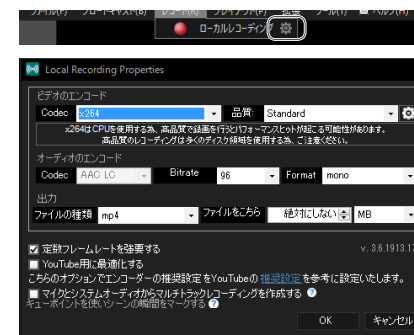 ファイル(F) ブロードキャスト(B) レコード(R) プレイアウト(P) 拡張 ツール(T) ヘルプ(H)
ローカルレコーディング
Local Recording Properties
ビデオのエンコード
Codec x264 品質: Standard
x264はCPUを使用する為、高品質で録画を行うとパフォーマンスヒットが起こる可能性があります。
高品質のレコーディングは多くのディスク領域を使用する為、ご注意ください。
オーディオのエンコード
Codec AAC LC Bitrate 96 Format mono
出力
ファイルの種類 mp4 ファイルをこちら 絶対にしない MB
定数フレームレートを強要する v. 3.6.1913.17
YouTube用に最適化する
こちらのオプションでエンコーダーの推奨設定をYouTubeの 推奨設定 を参考に設定いたします。
マイクとシステムオーディオからマルチトラックレコーディングを作成する ?
キューポイントを使いシーンの瞬間をマークする ?
OK キャンセル